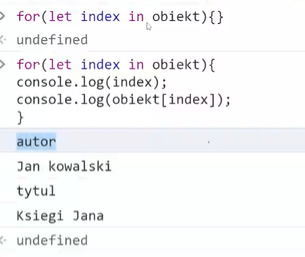 for(let index in obiekt){}
undefined
for(let index in obiekt){
console.log(index);
console.log(obiekt[index]);
}
autor
Jan kowalski
tytul
Ksiegi Jana
undefined